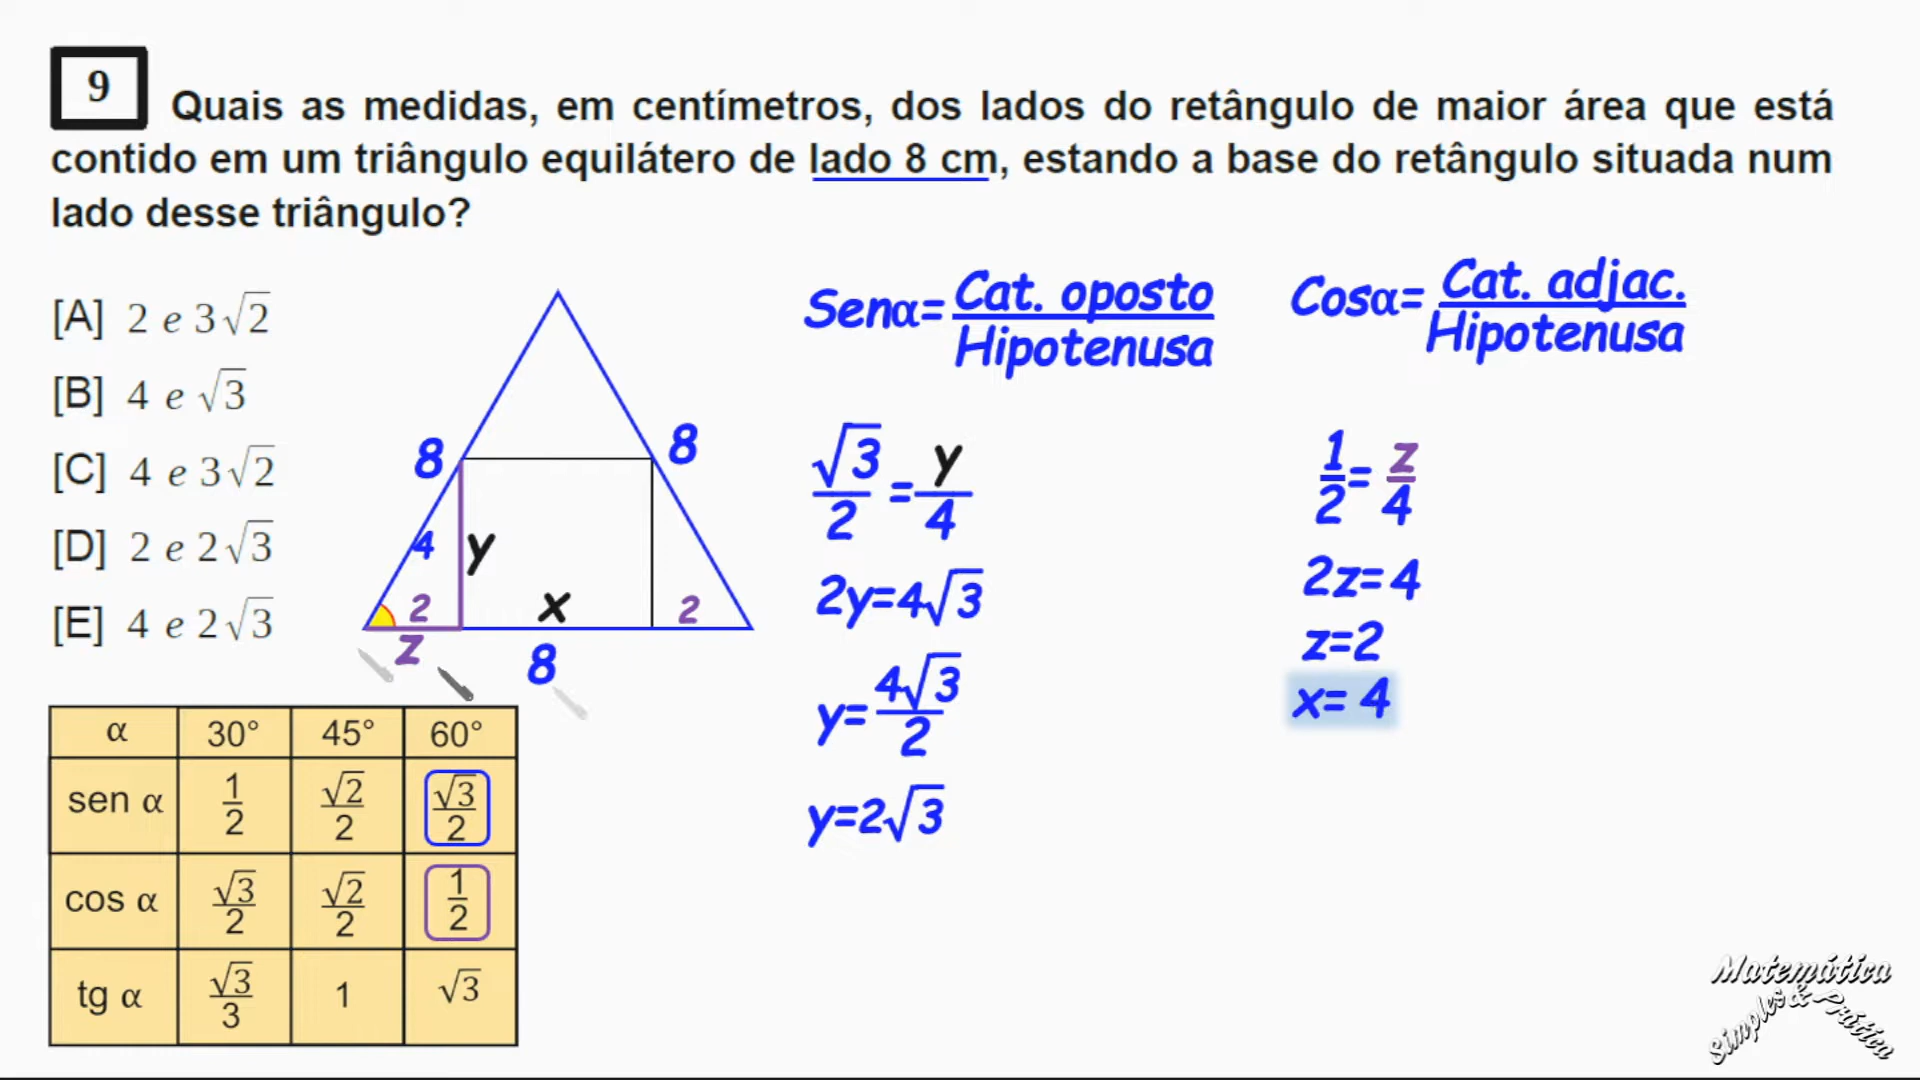 9
Quais as medidas, em centímetros, dos lados do retângulo de maior área que está
contido em um triângulo equilátero de lado 8 cm, estando a base do retângulo situada num
lado desse triângulo?
[A] 2 e 3√2
[B] 4 e √3
[C] 4 e 3√2
[D] 2 e 2√3
[E] 4 e 2√3
8
8
4
y
2
x
2
z
8
Senα= Cat. oposto
Hipotenusa
√3/2 = y/4
2y=4√3
y= 4√3/2
y=2√3
Cosα= Cat. adjac.
Hipotenusa
1/2 = z/4
2z=4
z=2
x= 4
α 30° 45° 60°
sen α 1/2 √2/2 √3/2
cos α √3/2 √2/2 1/2
tg α √3/3 1 √3
Matemática
Simples & Prática